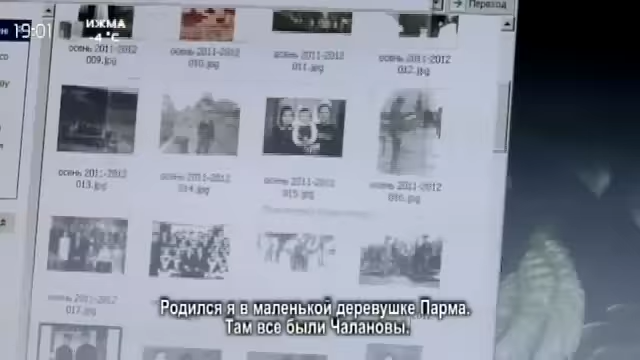 19:01
ИЖМА
-4 °C
Переход
осень 2011-2012
009.jpg
осень 2011-2012
010.jpg
осень 2011-2012
011.jpg
осень 2011-2012
012.jpg
осень 2011-2012
013.jpg
осень 2011-2012
014.jpg
осень 2011-2012
015.jpg
осень 2011-2012
016.jpg
осень 2011-2012
017.jpg
Родился я в маленькой деревушке Парма.
Там все были Чалановы.